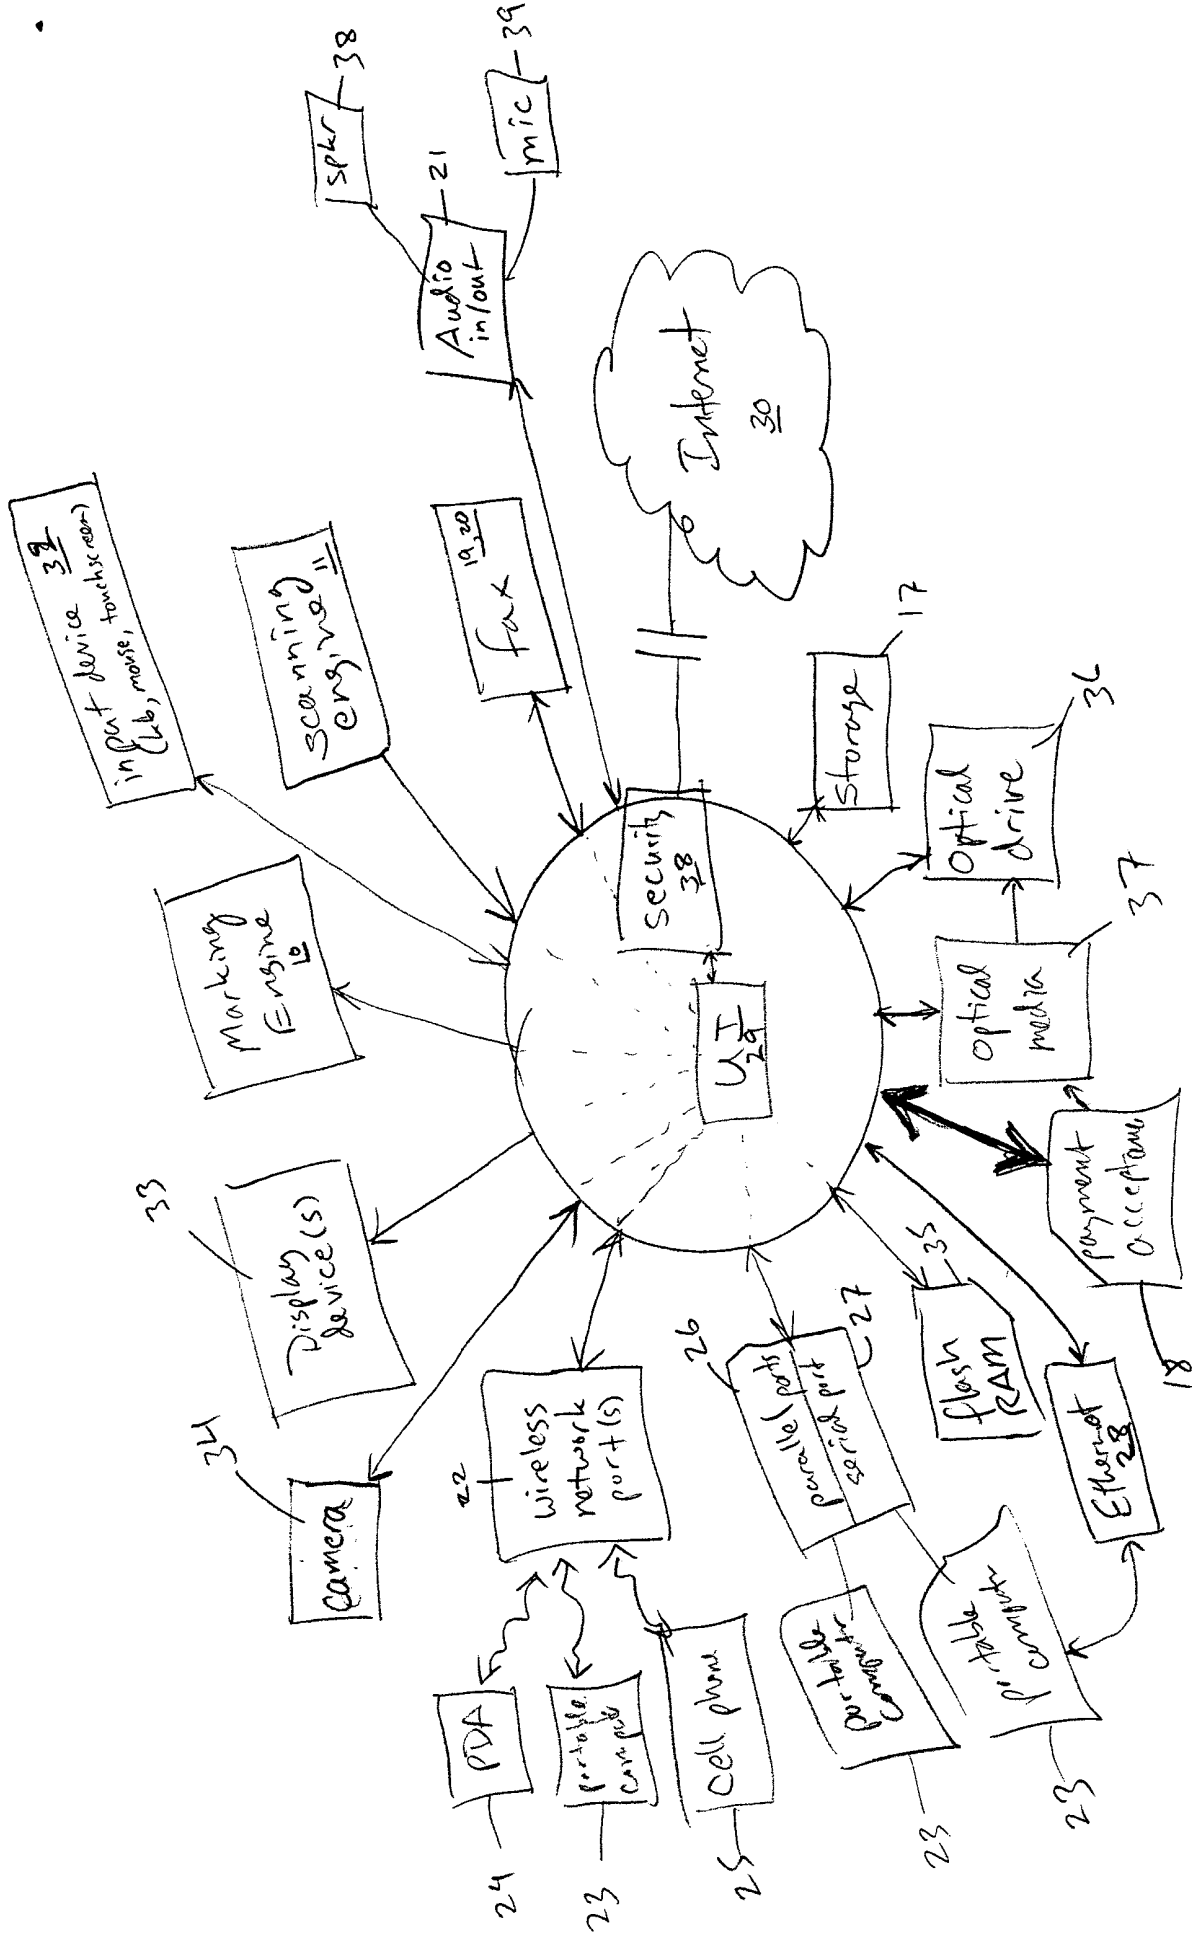 38
39
spkr
mic
21
Audio
in/out
input device 32
(kb, mouse, touchscreen)
Scanning
engine 11
fax 19,20
Internet
30
Marking
Engine
10
Security
38
Storage
17
33
Display
device(s)
UI
29
Optical
drive
36
Optical
media
37
34
Camera
22
wireless
network
port(s)
26
parallel ports
serial port
27
flash
RAM
35
payment
acceptance
18
Ethernet
28
PDA
24
portable
23
cell phone
25
portable
computer
23
Portable
computer
23